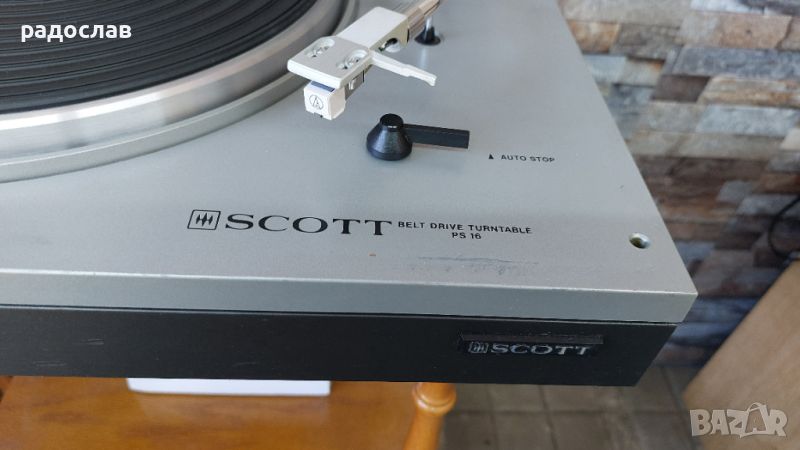 радослав
▲ AUTO STOP
SCOTT BELT DRIVE TURNTABLE
PS 16
SCOTT
BAZAR